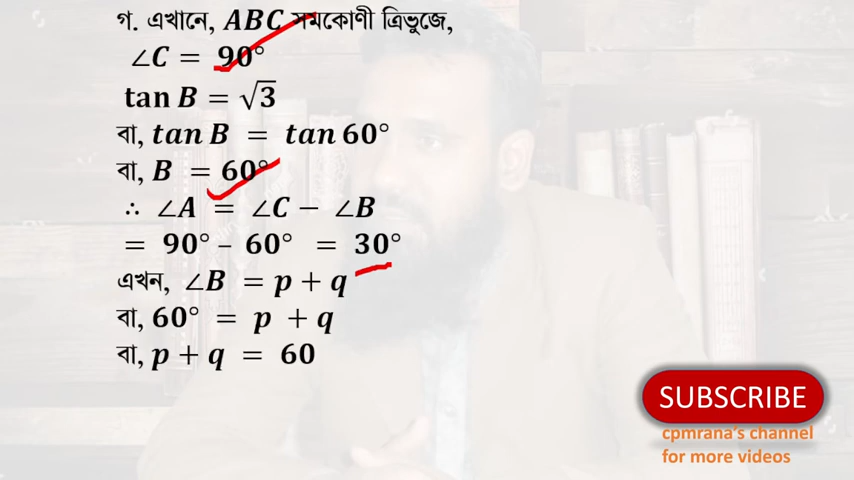 গ. এখানে, ABC সমকোণী ত্রিভুজে,
∠C = 90°
tan B = √3
বা, tan B = tan 60°
বা, B = 60°
∴ ∠A = ∠C − ∠B
= 90° – 60° = 30°
এখন, ∠B = p + q
বা, 60° = p + q
বা, p + q = 60
SUBSCRIBE
cpmrana's channel
for more videos